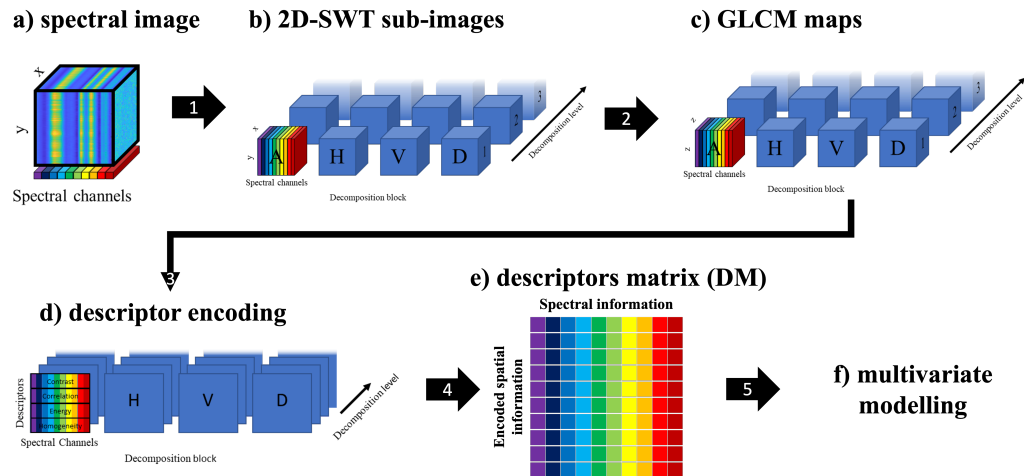 a) spectral image
x
y
Spectral channels
1
b) 2D-SWT sub-images
x
y
A
H
V
D
1
2
3
Spectral channels
Decomposition block
Decomposition level
2
c) GLCM maps
z
z
A
H
V
D
1
2
3
Spectral channels
Decomposition block
Decomposition level
3
d) descriptor encoding
Descriptors
Contrast
Correlation
Energy
Homogeneity
H
V
D
Spectral Channels
Decomposition block
Decomposition level
4
e) descriptors matrix (DM)
Spectral information
Encoded spatial
information
5
f) multivariate
modelling